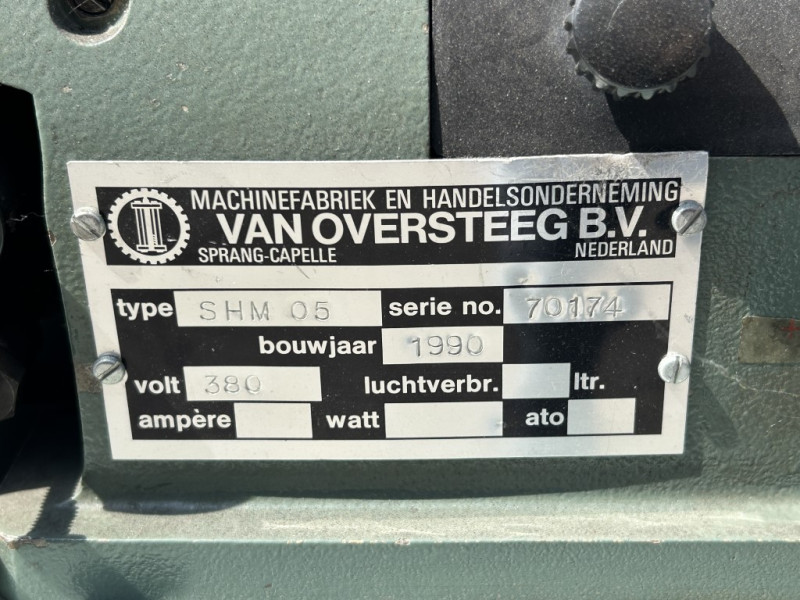 MACHINEFABRIEK EN HANDELSONDERNEMING
VAN OVERSTEEG B.V.
SPRANG-CAPELLE NEDERLAND
type SHM 05 serie no. 70174
bouwjaar 1990
volt 380 luchtverbr. ltr.
ampère watt ato